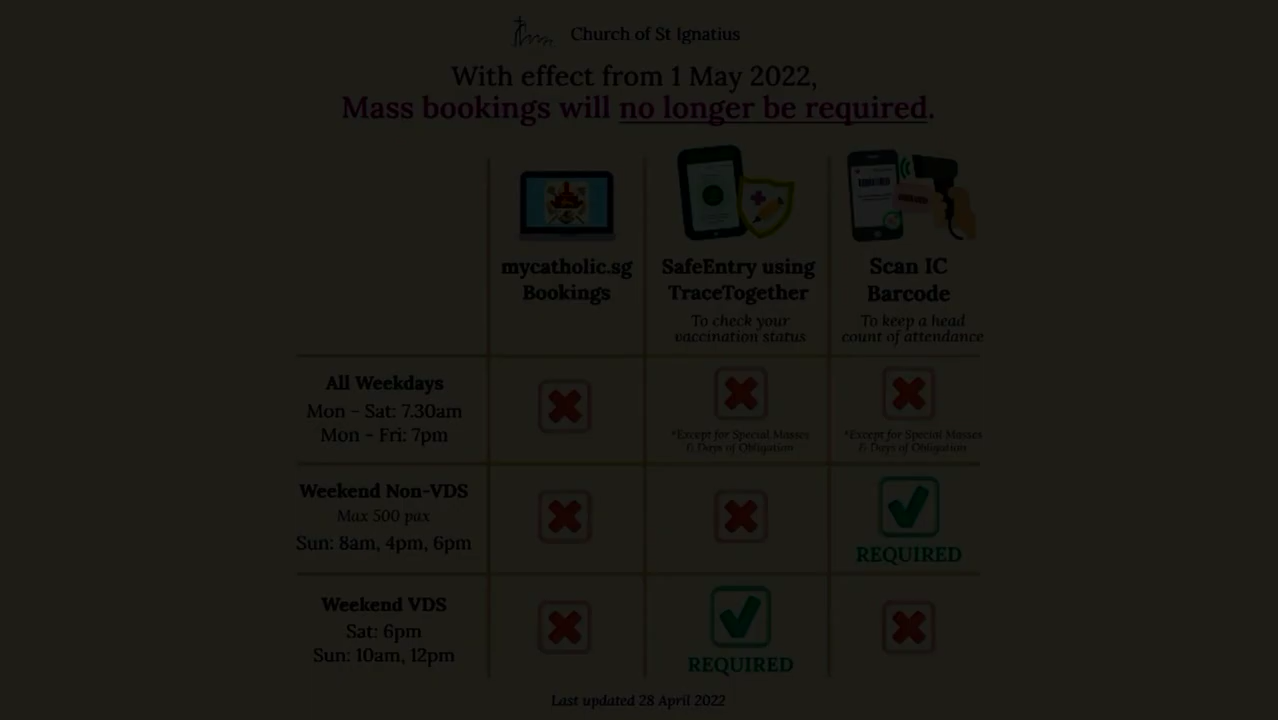 Church of St Ignatius
With effect from 1 May 2022,
Mass bookings will no longer be required.
mycatholic.sg
Bookings
SafeEntry using
TraceTogether
To check your
vaccination status
Scan IC
Barcode
To keep a head
count of attendance
All Weekdays
Mon - Sat: 7.30am
Mon - Fri: 7pm
*Except for Special Masses
& Days of Obligation
*Except for Special Masses
& Days of Obligation
Weekend Non-VDS
Max 500 pax
Sun: 8am, 4pm, 6pm
REQUIRED
Weekend VDS
Sat: 6pm
Sun: 10am, 12pm
REQUIRED
Last updated 28 April 2022